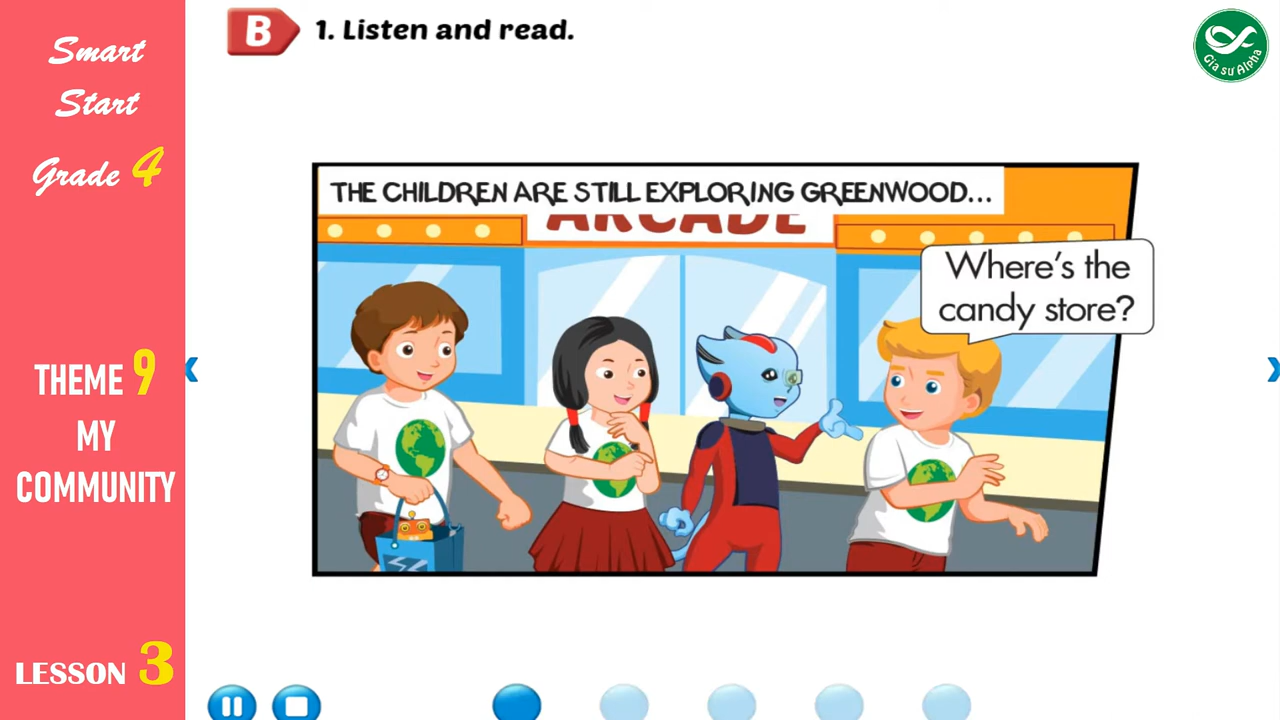 Smart
Start
Grade 4
THEME 9
MY
COMMUNITY
LESSON 3
B 1. Listen and read.
Gia sư Alpha
THE CHILDREN ARE STILL EXPLORING GREENWOOD...
ARCADE
Where's the
candy store?